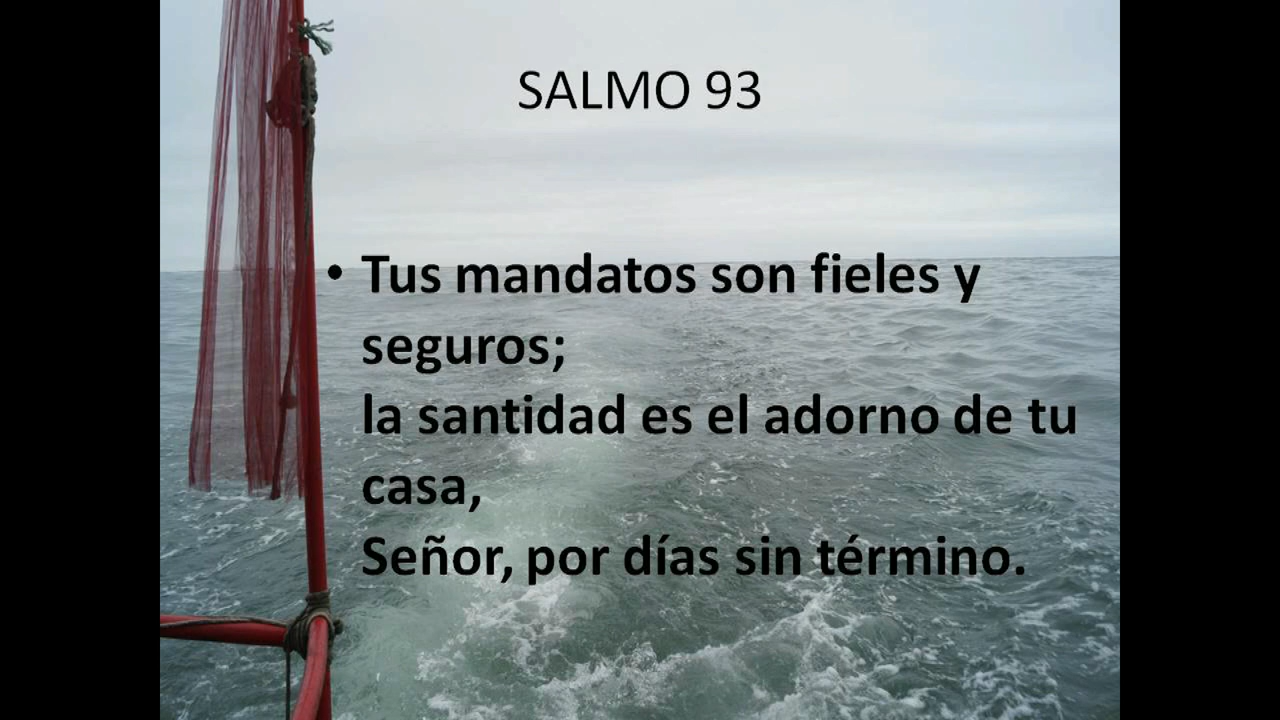 SALMO 93
• Tus mandatos son fieles y
seguros;
la santidad es el adorno de tu
casa,
Señor, por días sin término.